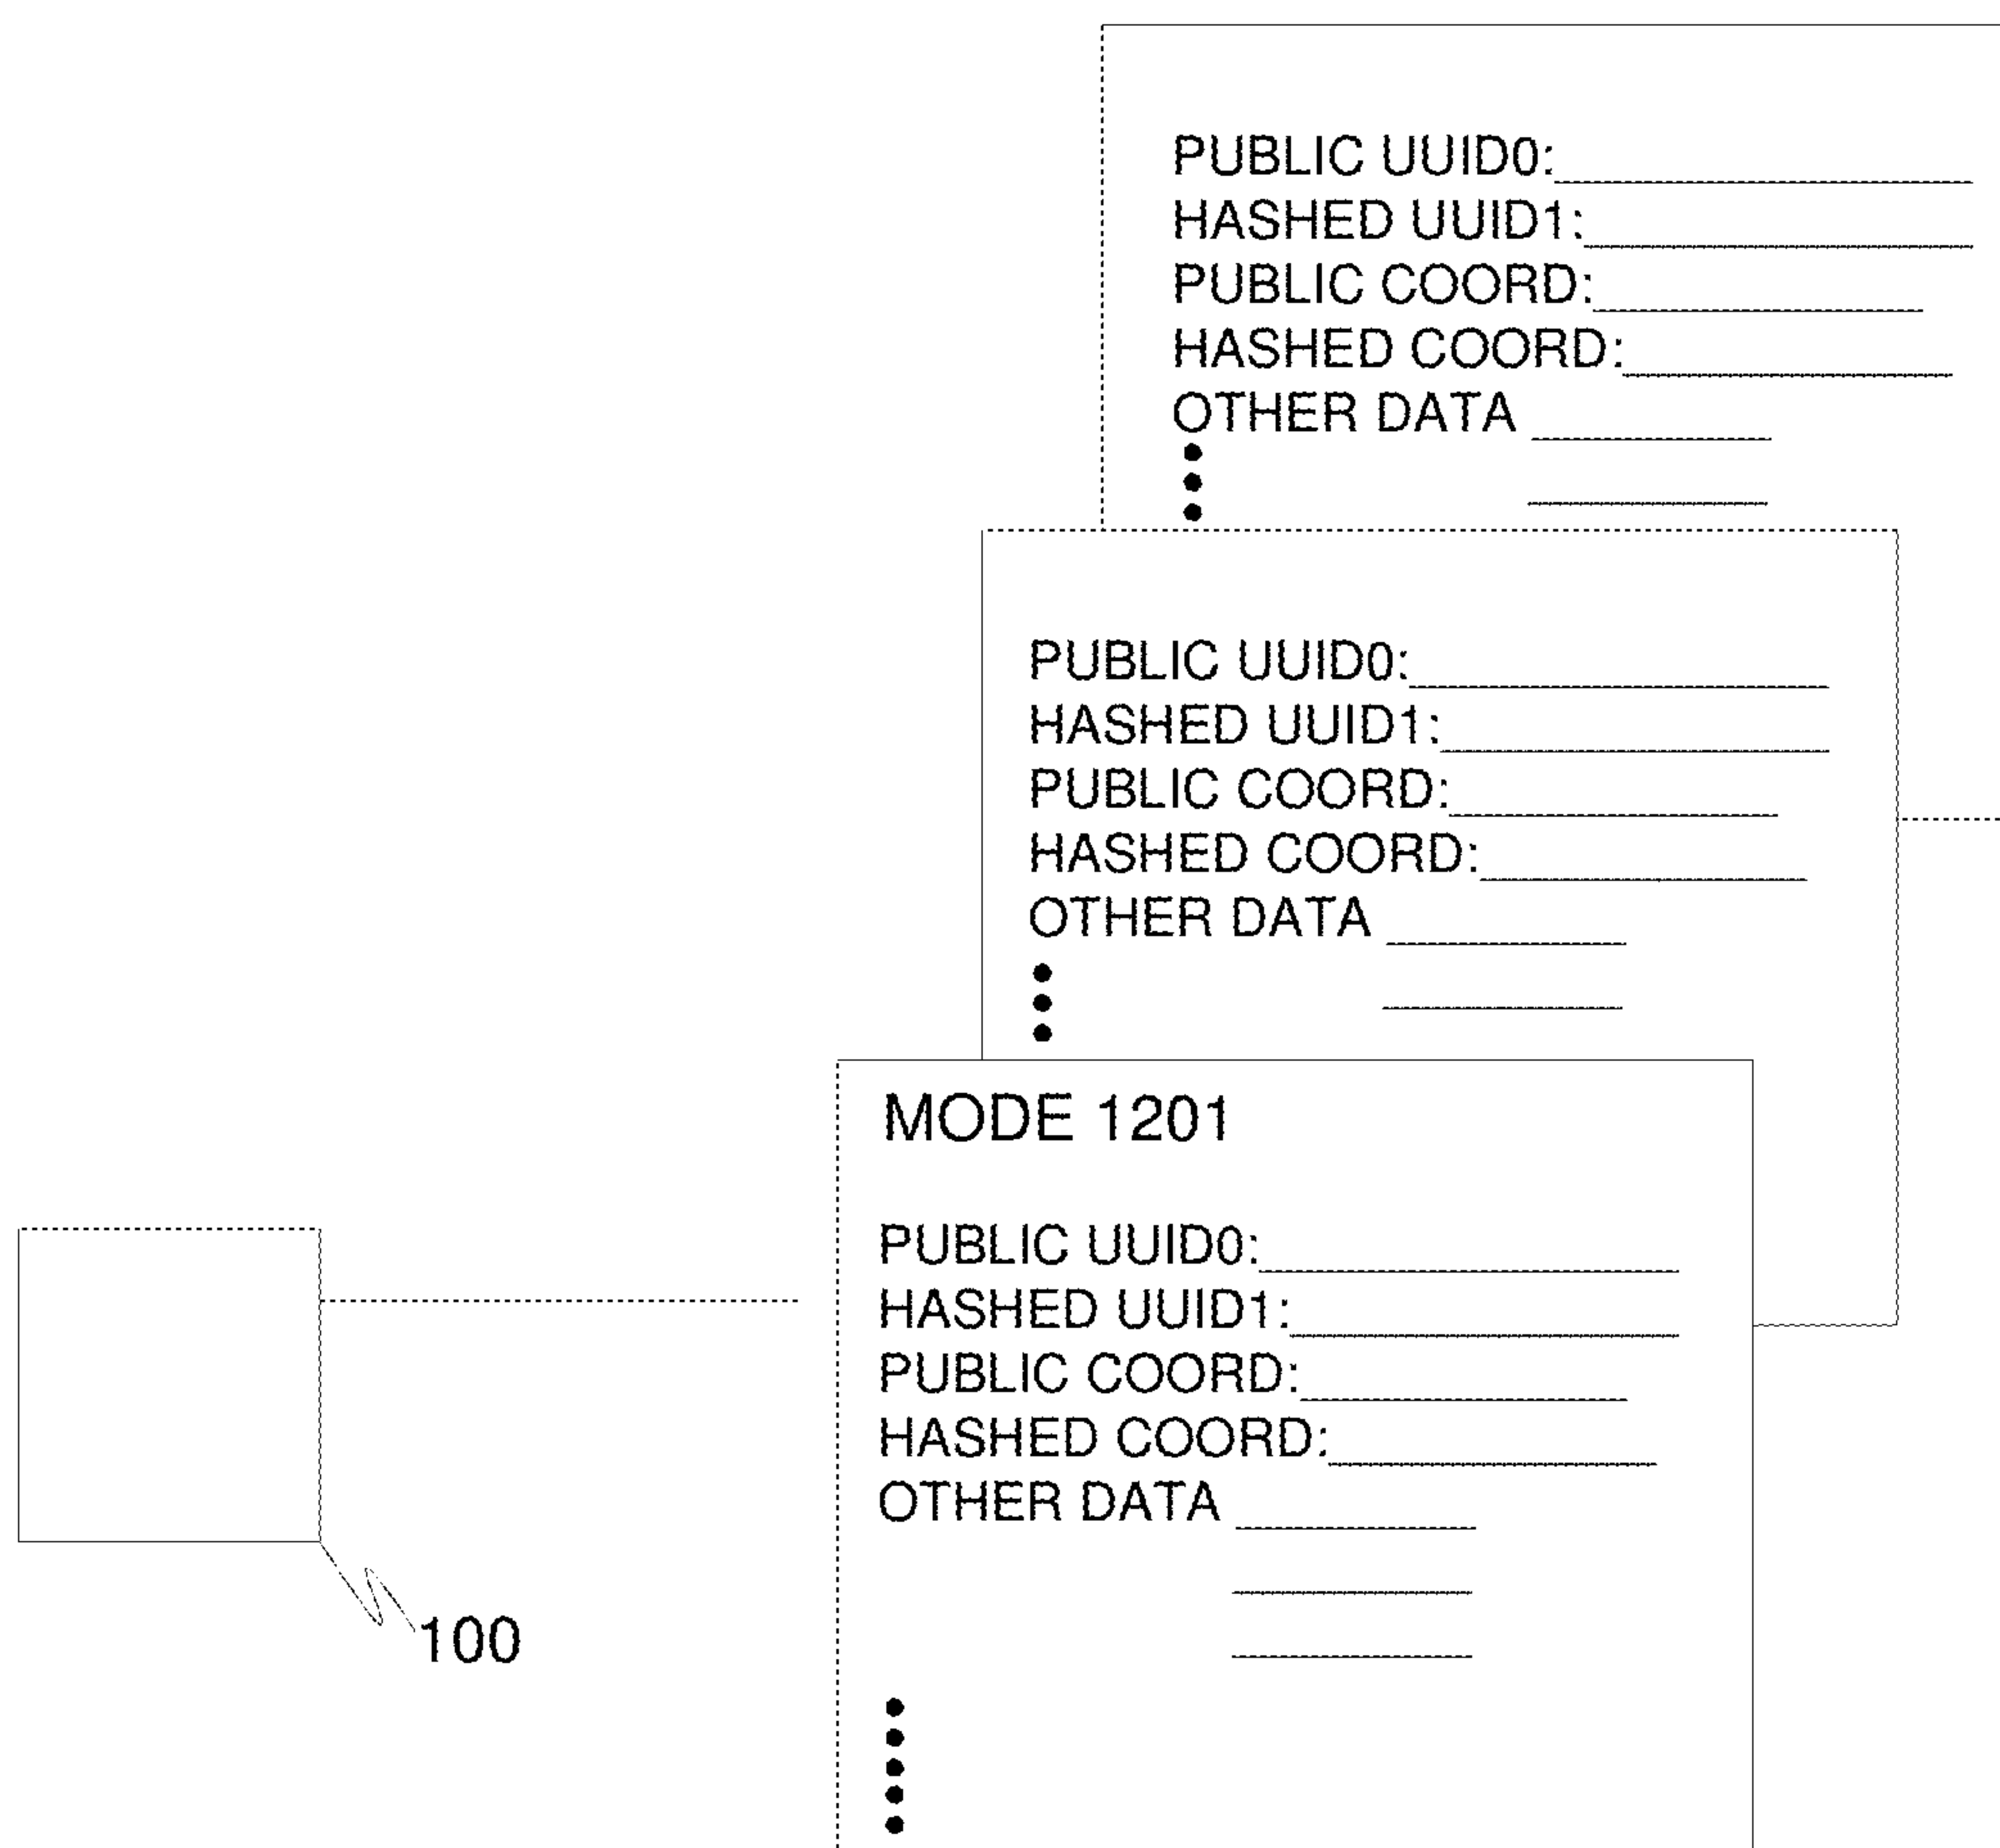 PUBLIC UUID0:
HASHED UUID1:
PUBLIC COORD:
HASHED COORD:
OTHER DATA
PUBLIC UUID0:
HASHED UUID1:
PUBLIC COORD:
HASHED COORD:
OTHER DATA
MODE 1201
PUBLIC UUID0:
HASHED UUID1:
PUBLIC COORD:
HASHED COORD:
OTHER DATA
100